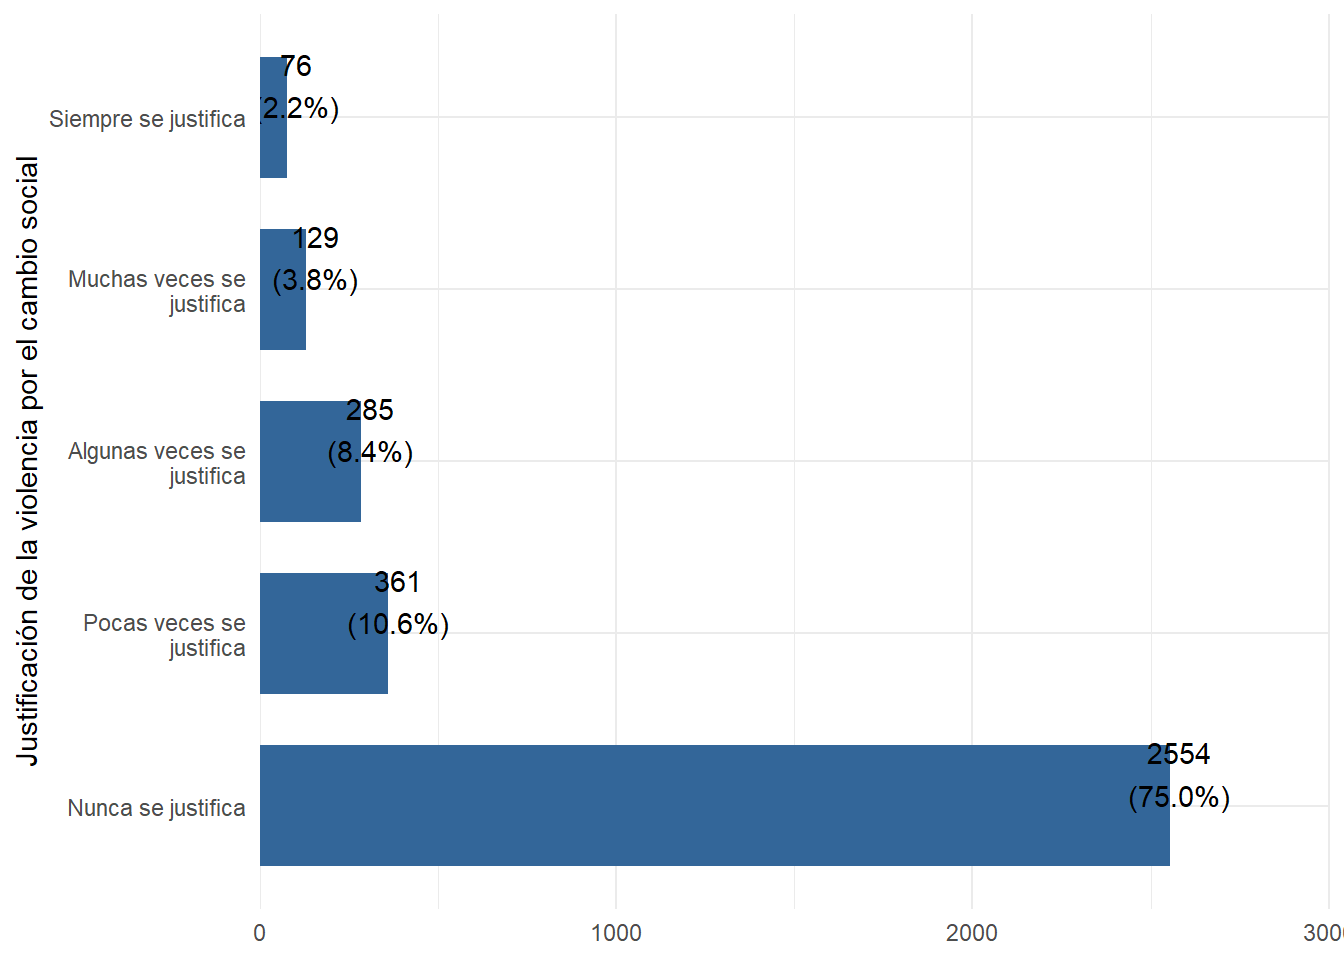 Justificación de la violencia por el cambio social
Siempre se justifica
76
(2.2%)
Muchas veces se
justifica
129
(3.8%)
Algunas veces se
justifica
285
(8.4%)
Pocas veces se
justifica
361
(10.6%)
Nunca se justifica
2554
(75.0%)
0 1000 2000 300